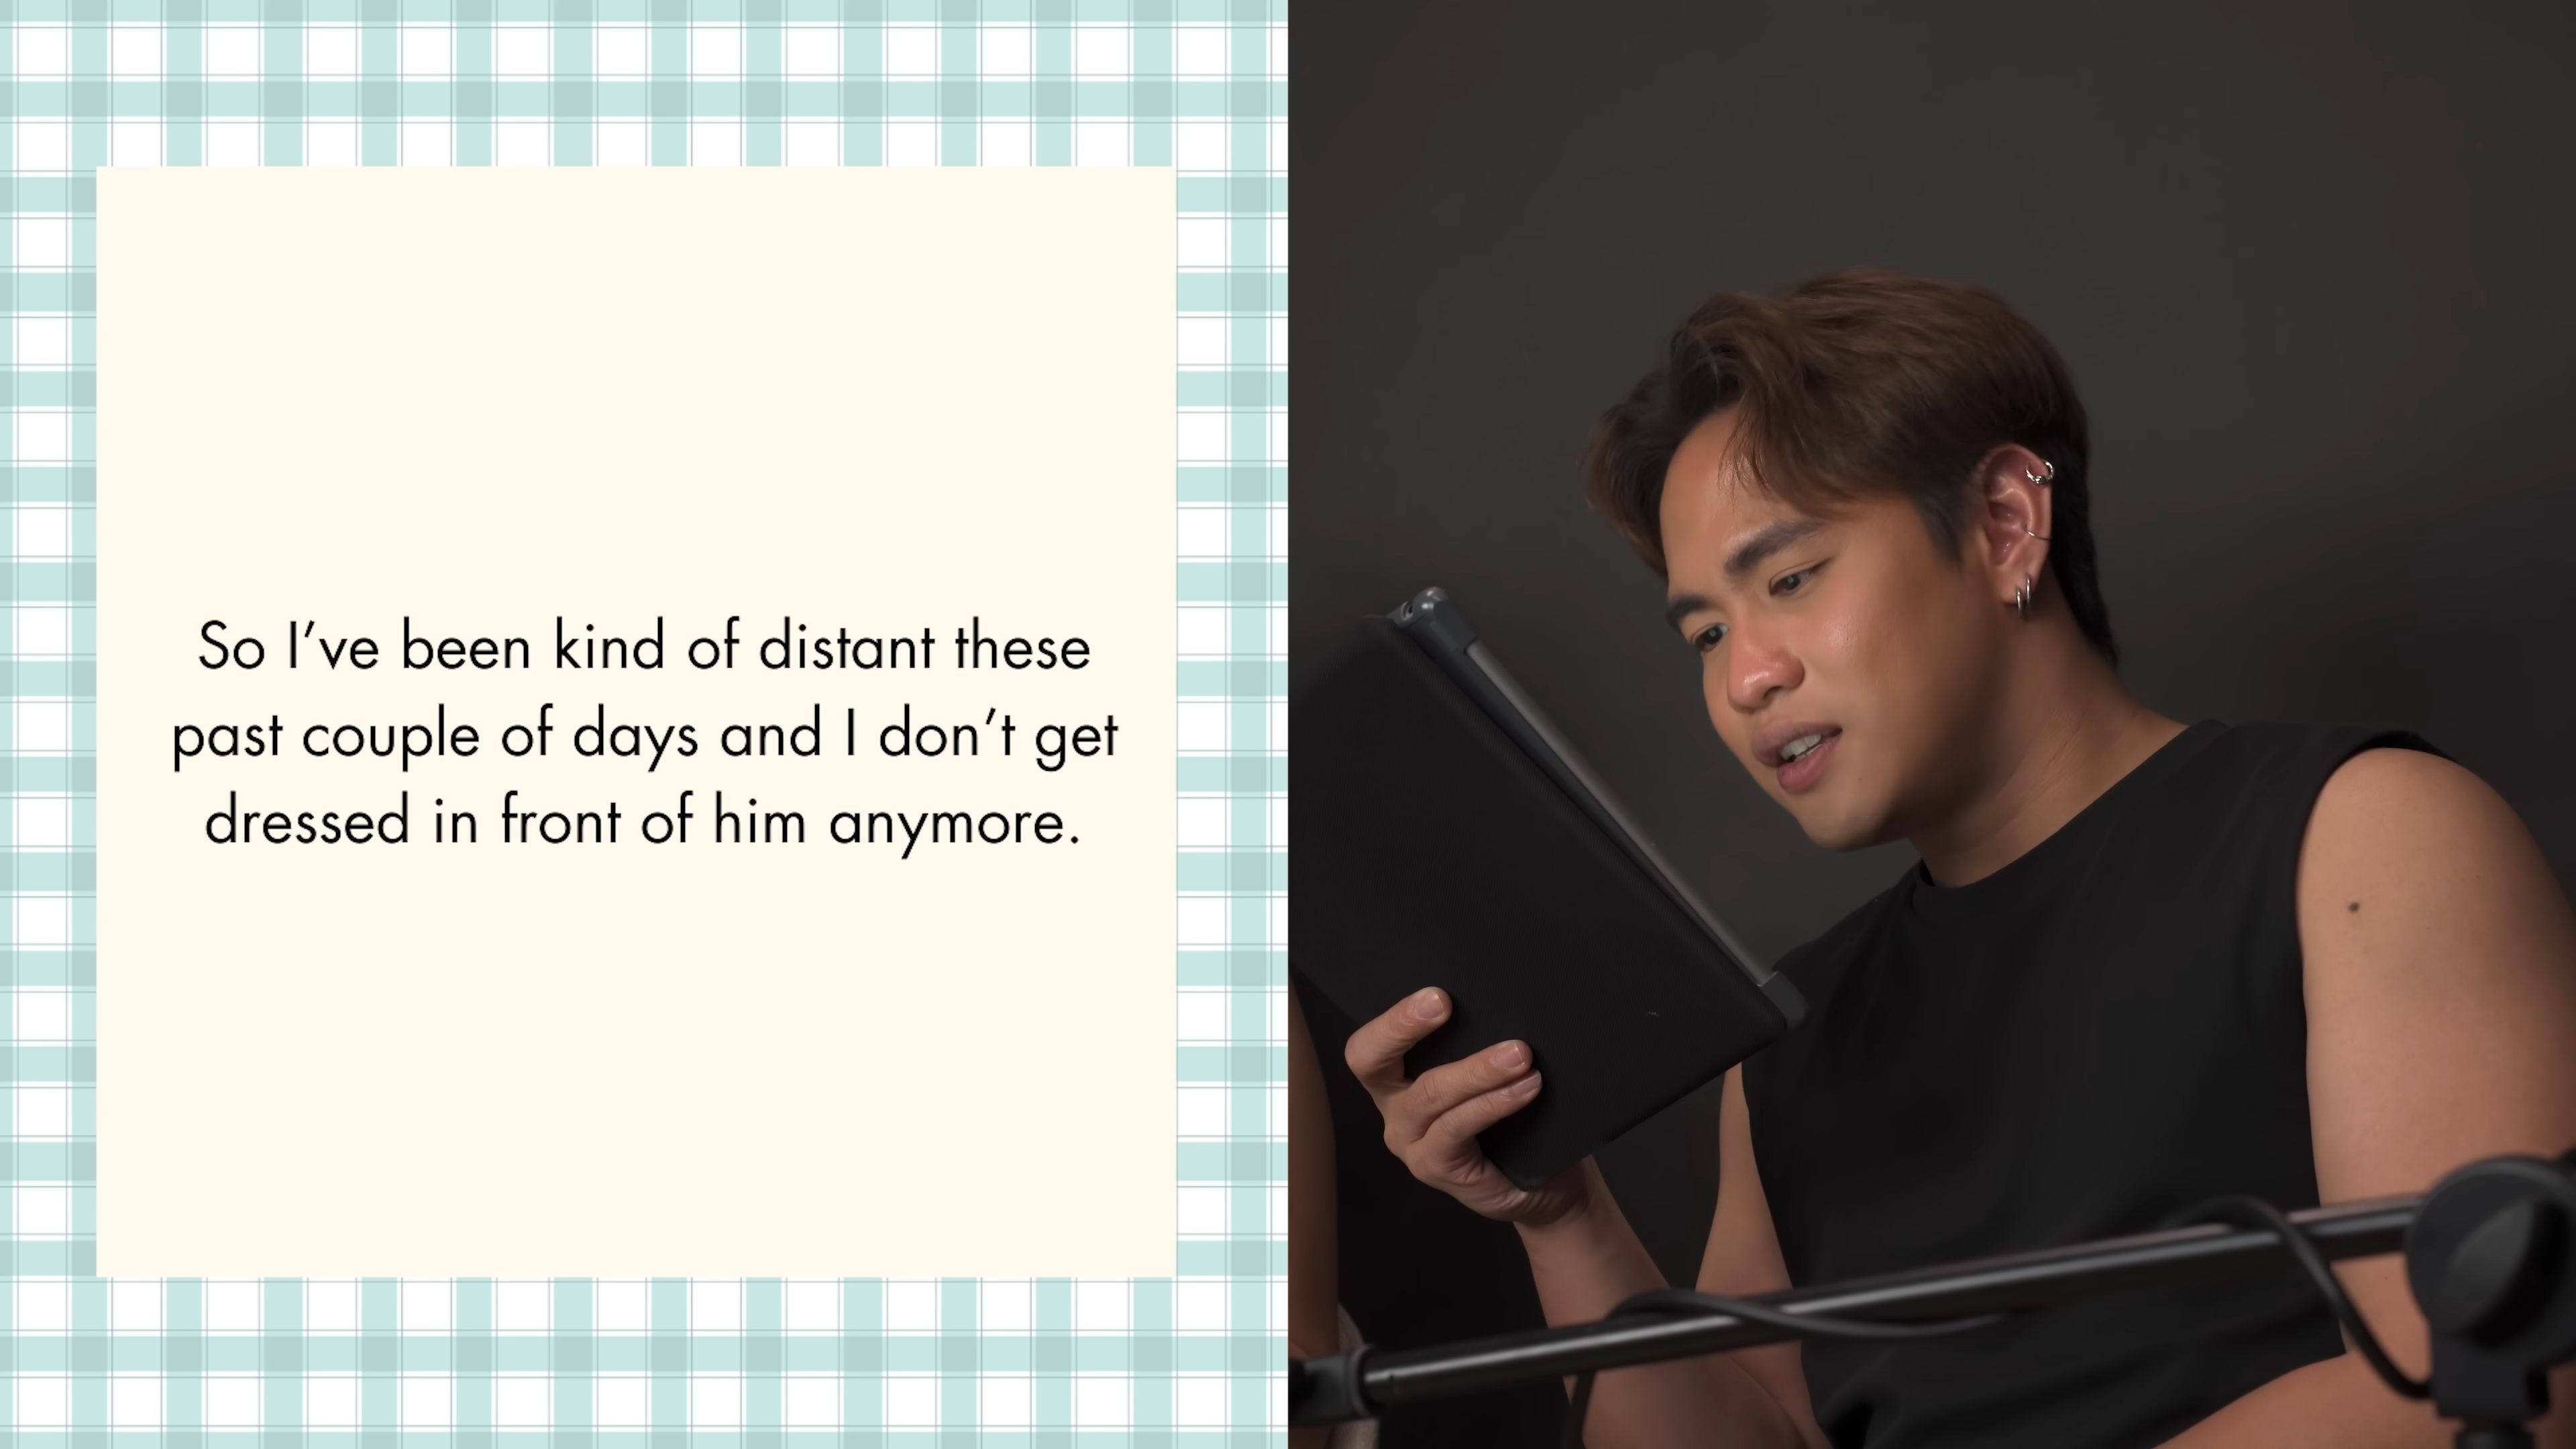 So I’ve been kind of distant these
past couple of days and I don’t get
dressed in front of him anymore.